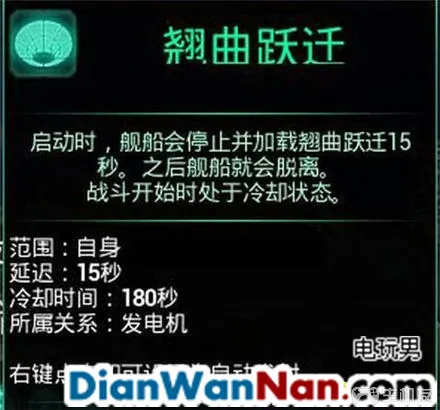 翘曲跃迁
启动时，舰船会停止并加载翘曲跃迁15
秒。之后舰船就会脱离。
战斗开始时处于冷却状态。
范围：自身
延迟：15秒
冷却时间：180秒
所属关系：发电机
电玩男
右键点
DianWanNan.com